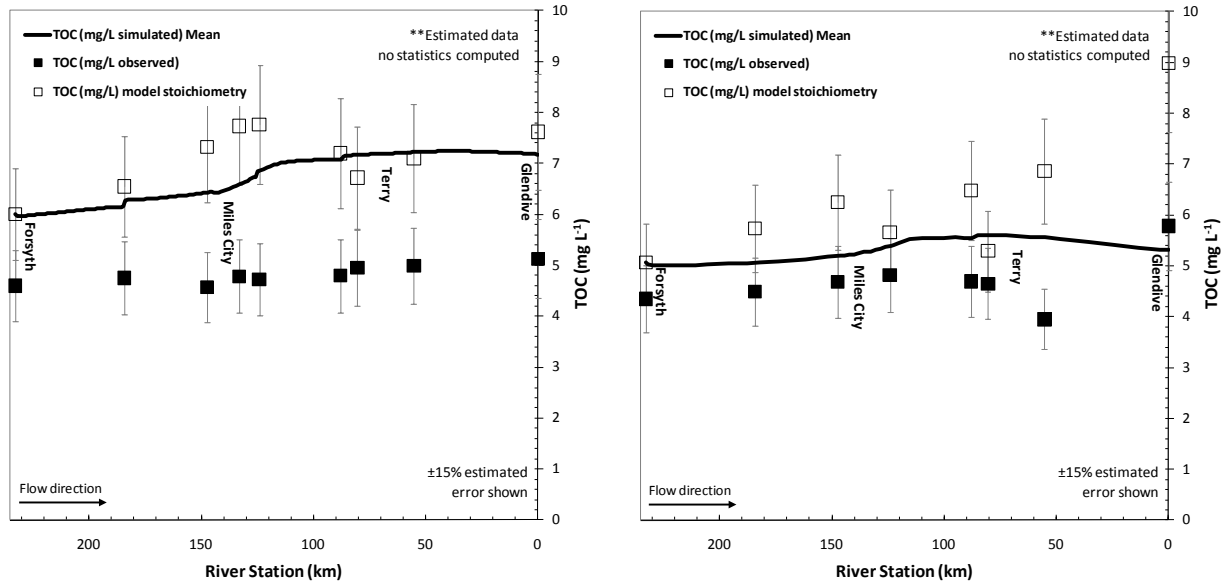 TOC (mg/L simulated) Mean
TOC (mg/L observed)
TOC (mg/L) model stoichiometry
**Estimated data
no statistics computed
Forsyth
Miles City
Terry
Glendive
±15% estimated
error shown
Flow direction
10
9
8
7
6
5
4
3
2
1
0
TOC (mg L⁻¹)
200
150
100
50
0
River Station (km)
TOC (mg/L simulated) Mean
TOC (mg/L observed)
TOC (mg/L) model stoichiometry
**Estimated data
no statistics computed
Forsyth
Miles City
Terry
Glendive
±15% estimated
error shown
Flow direction
10
9
8
7
6
5
4
3
2
1
0
TOC (mg L⁻¹)
200
150
100
50
0
River Station (km)